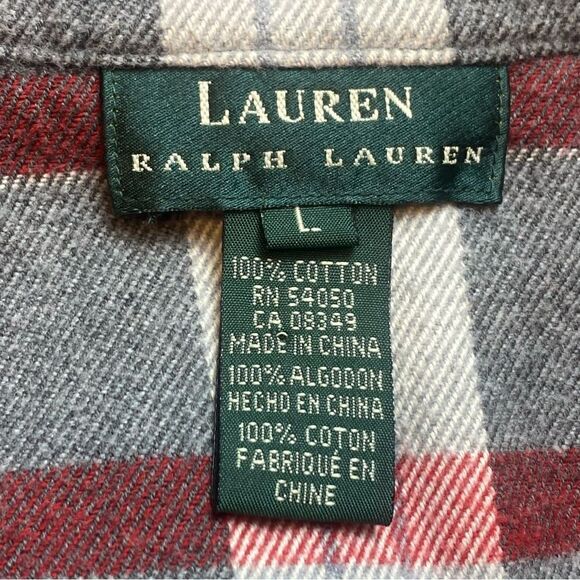 LAUREN
RALPH LAUREN
L
100% COTTON
RN 54050
CA 08349
MADE IN CHINA
100% ALGODON
HECHO EN CHINA
100% COTON
FABRIQUÉ EN
CHINE